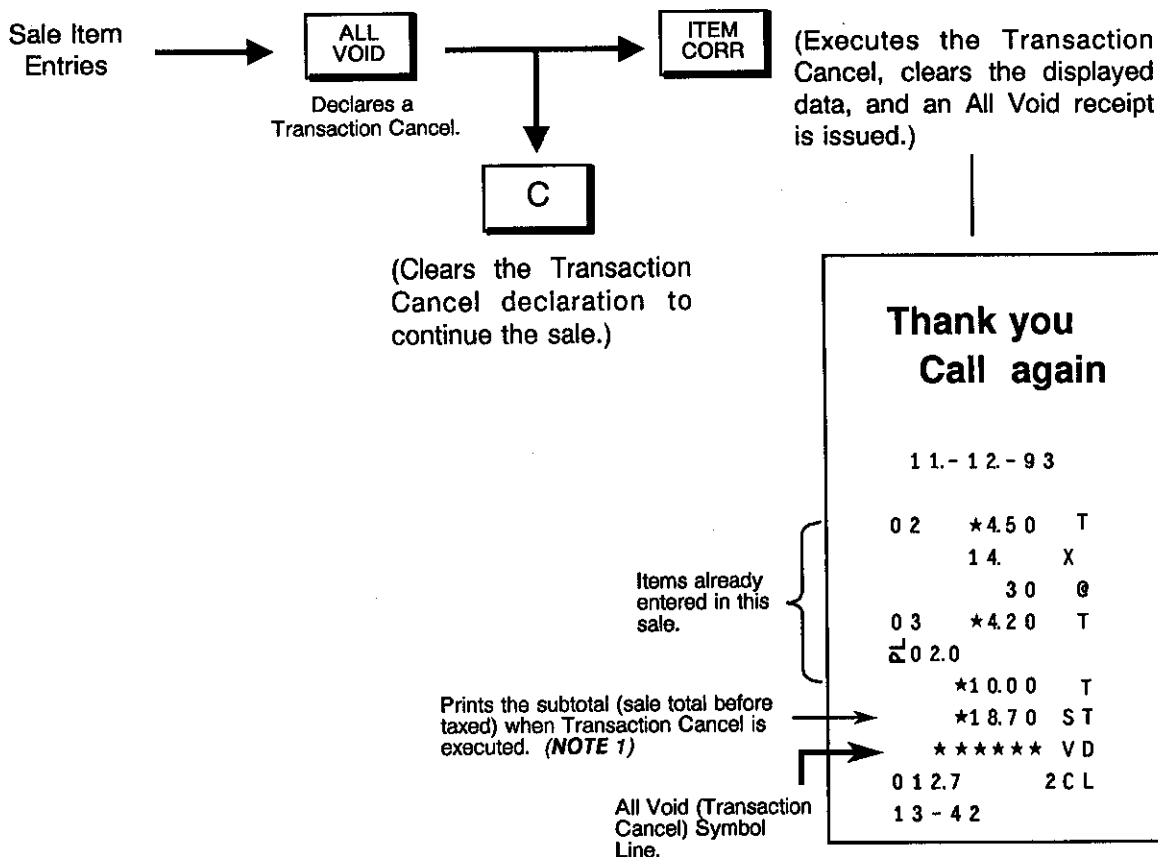 Sale Item
Entries
ALL
VOID
Declares a
Transaction Cancel.
ITEM
CORR
(Executes the Transaction
Cancel, clears the displayed
data, and an All Void receipt
is issued.)
C
(Clears the Transaction
Cancel declaration to
continue the sale.)
Thank you
Call again
11.-12.-93
02 ★4.50 T
14. X
30 @
03 ★4.20 T
PL02.0
★10.00 T
★18.70 ST
★★★★★★ VD
012.7 2CL
13-42
Items already
entered in this
sale.
Prints the subtotal (sale total before
taxed) when Transaction Cancel is
executed. (NOTE 1)
All Void (Transaction
Cancel) Symbol
Line.